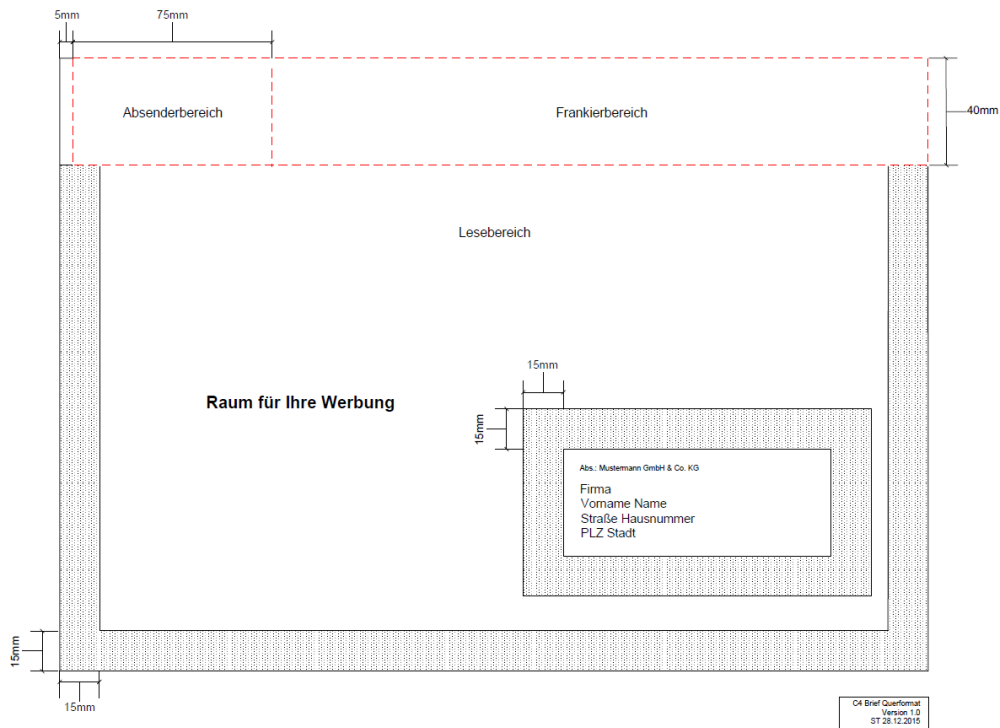 5mm
75mm
Absenderbereich
Frankierbereich
40mm
Lesebereich
15mm
Raum für Ihre Werbung
15mm
Abs.: Mustermann GmbH & Co. KG
Firma
Vorname Name
Straße Hausnummer
PLZ Stadt
15mm
15mm
C4 Brief Querformat
Version 1.0
ST 28.12.2015